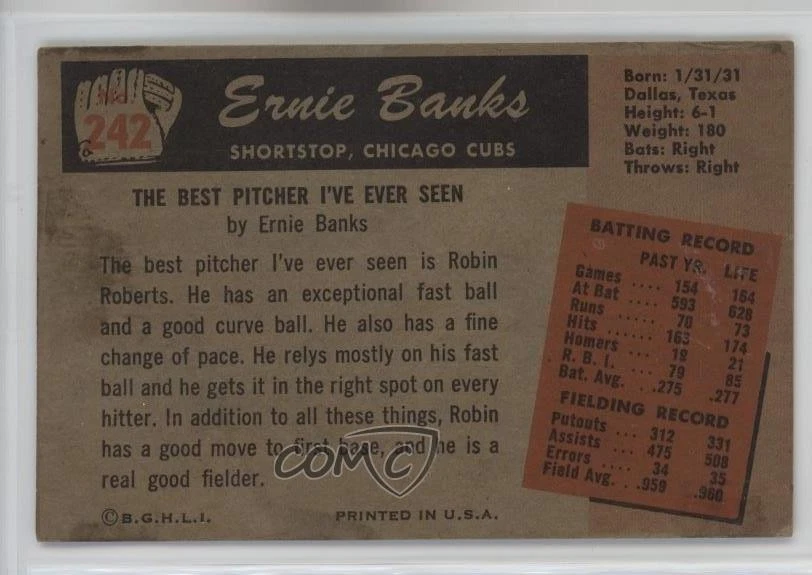 No.
242
Ernie Banks
SHORTSTOP, CHICAGO CUBS
Born: 1/31/31
Dallas, Texas
Height: 6-1
Weight: 180
Bats: Right
Throws: Right
THE BEST PITCHER I'VE EVER SEEN
by Ernie Banks
The best pitcher I've ever seen is Robin
Roberts. He has an exceptional fast ball
and a good curve ball. He also has a fine
change of pace. He relys mostly on his fast
ball and he gets it in the right spot on every
hitter. In addition to all these things, Robin
has a good move to first base, and he is a
real good fielder.
BATTING RECORD
PAST YR. LIFE
Games .... 154 164
At Bat .... 593 628
Runs ..... 70 73
Hits ...... 163 174
Homers ... 19 21
R. B. I. .... 79 85
Bat. Avg. .. .275 .277
FIELDING RECORD
Putouts ... 312 331
Assists .... 475 508
Errors .... 34 35
Field Avg. .. .959 .960
COMC
© B.G.H.L.I. PRINTED IN U.S.A.